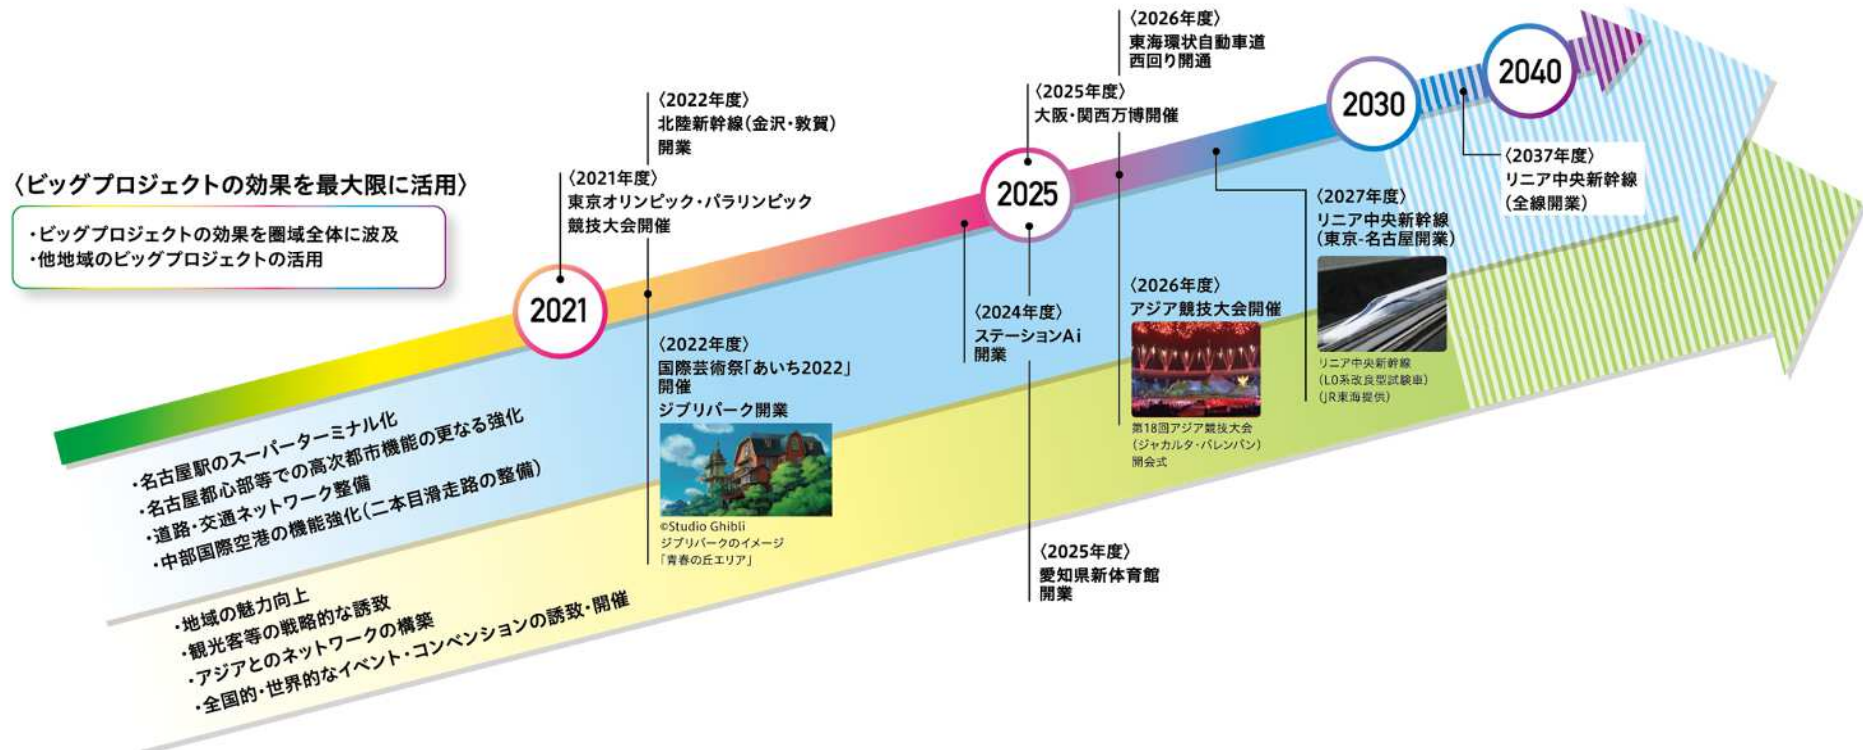 〈ビッグプロジェクトの効果を最大限に活用〉
・ビッグプロジェクトの効果を圏域全体に波及
・他地域のビッグプロジェクトの活用
2021
〈2021年度〉
東京オリンピック・パラリンピック
競技大会開催
〈2022年度〉
北陸新幹線(金沢・敦賀)
開業
〈2022年度〉
国際芸術祭「あいち2022」
開催
ジブリパーク開業
©Studio Ghibli
ジブリパークのイメージ
「青春の丘エリア」
〈2024年度〉
ステーションAi
開業
2025
〈2025年度〉
大阪・関西万博開催
〈2025年度〉
愛知県新体育館
開業
〈2026年度〉
東海環状自動車道
西回り開通
〈2026年度〉
アジア競技大会開催
第18回アジア競技大会
(ジャカルタ・パレンバン)
開会式
〈2027年度〉
リニア中央新幹線
(東京-名古屋開業)
リニア中央新幹線
(L0系改良型試験車)
(JR東海提供)
2030
〈2037年度〉
リニア中央新幹線
(全線開業)
2040
・名古屋駅のスーパーターミナル化
・名古屋都心部等での高次都市機能の更なる強化
・道路・交通ネットワーク整備
・中部国際空港の機能強化(二本目滑走路の整備)
・地域の魅力向上
・観光客等の戦略的な誘致
・アジアとのネットワークの構築
・全国的・世界的なイベント・コンベンションの誘致・開催